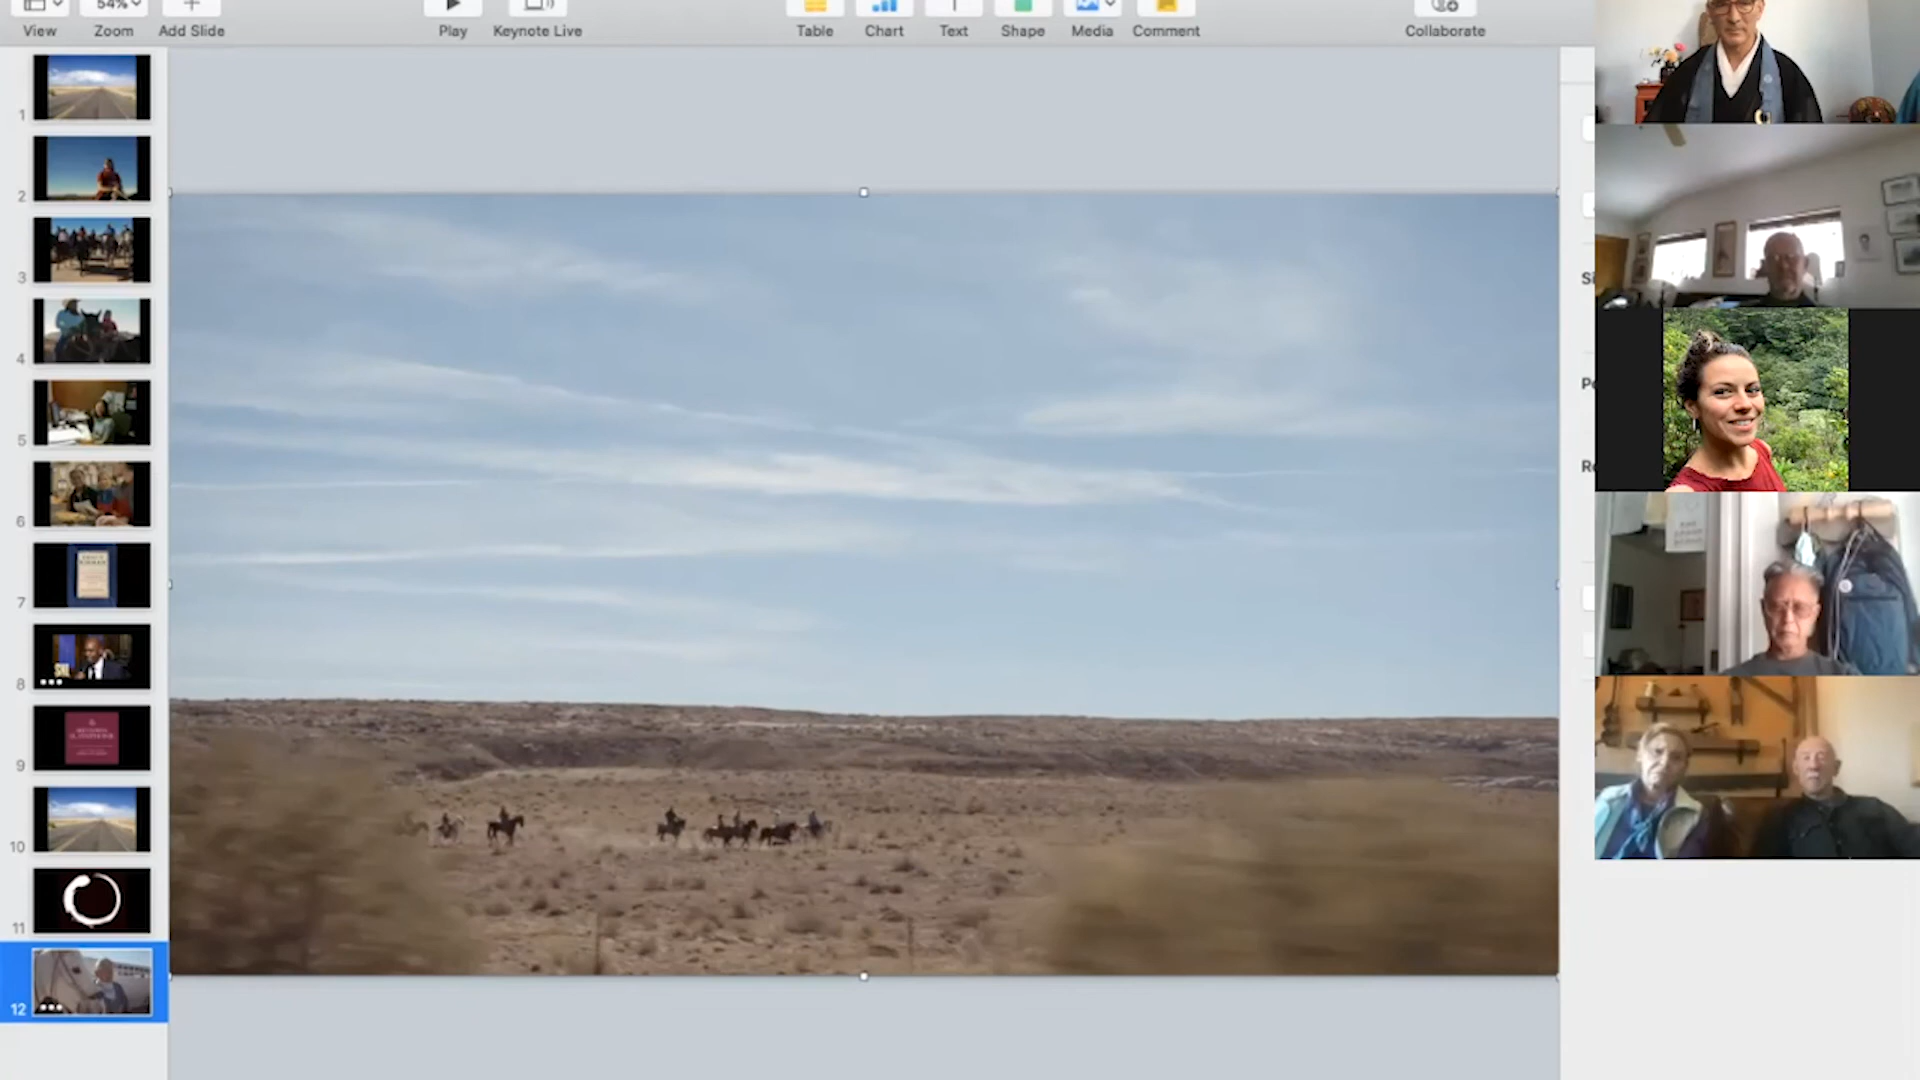 54%
View
Zoom
Add Slide
Play
Keynote Live
Table
Chart
Text
Shape
Media
Comment
Collaborate
1
2
3
4
5
6
7
8
9
10
11
12